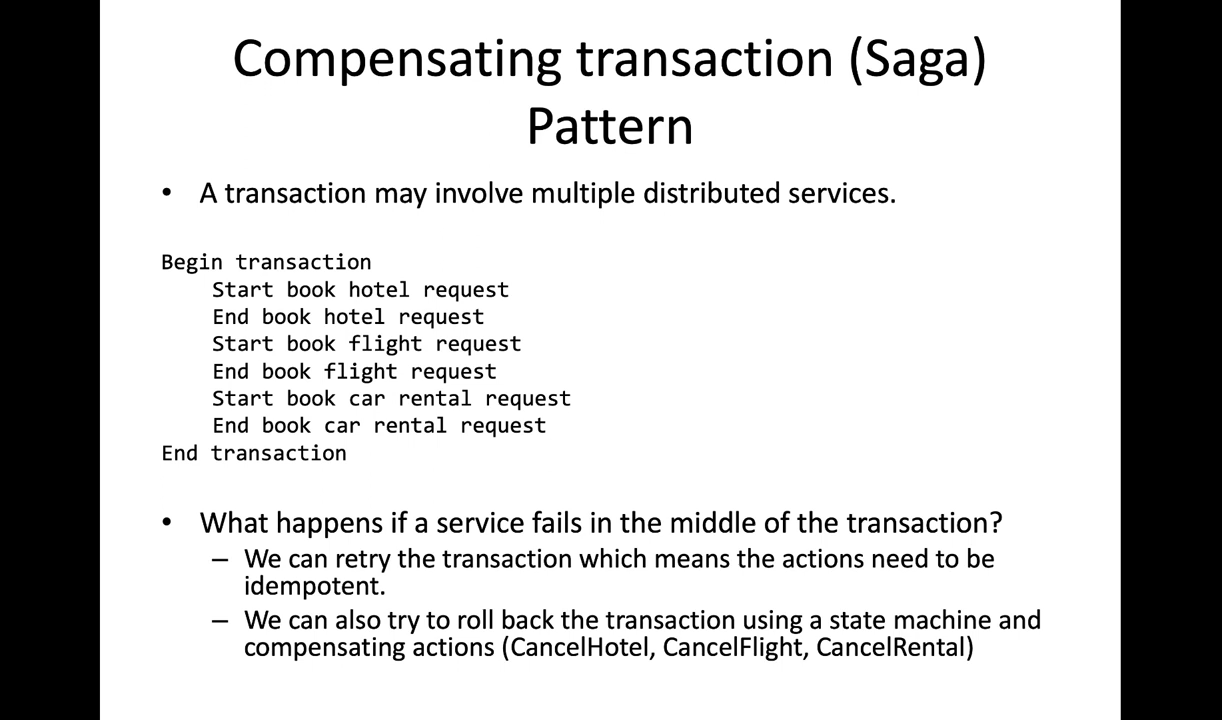 Compensating transaction (Saga)
Pattern
• A transaction may involve multiple distributed services.
Begin transaction
Start book hotel request
End book hotel request
Start book flight request
End book flight request
Start book car rental request
End book car rental request
End transaction
• What happens if a service fails in the middle of the transaction?
– We can retry the transaction which means the actions need to be
idempotent.
– We can also try to roll back the transaction using a state machine and
compensating actions (CancelHotel, CancelFlight, CancelRental)